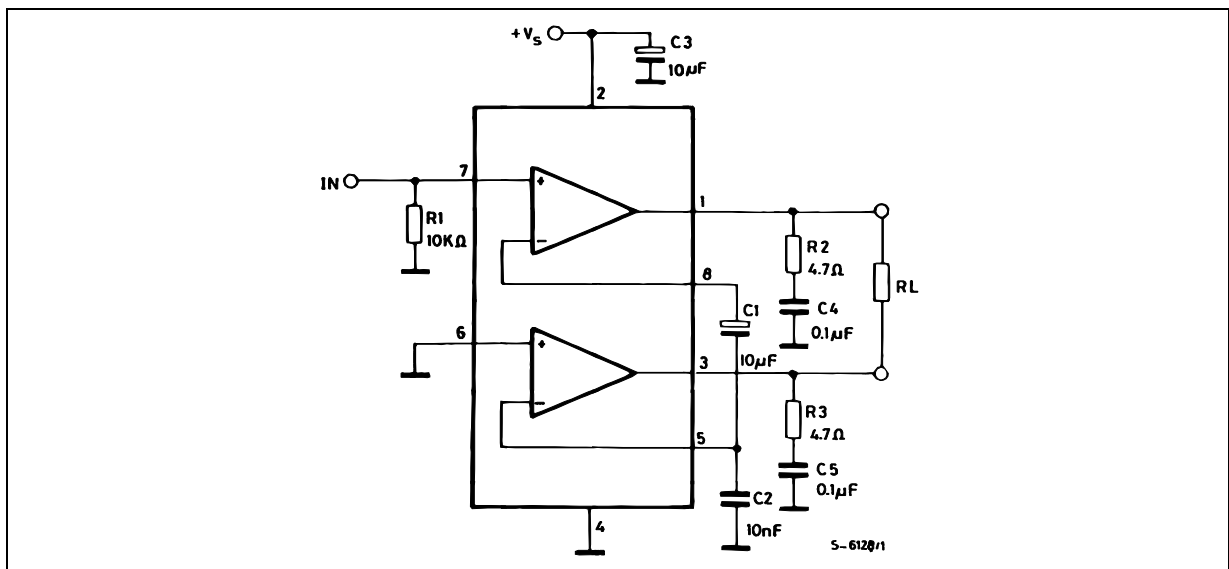 +VS
C3
10µF
2
IN
7
+
R1
10KΩ
-
1
R2
4.7Ω
RL
8
C1
10µF
C4
0.1µF
6
+
3
-
5
R3
4.7Ω
C5
0.1µF
C2
10nF
4
S-6128/1